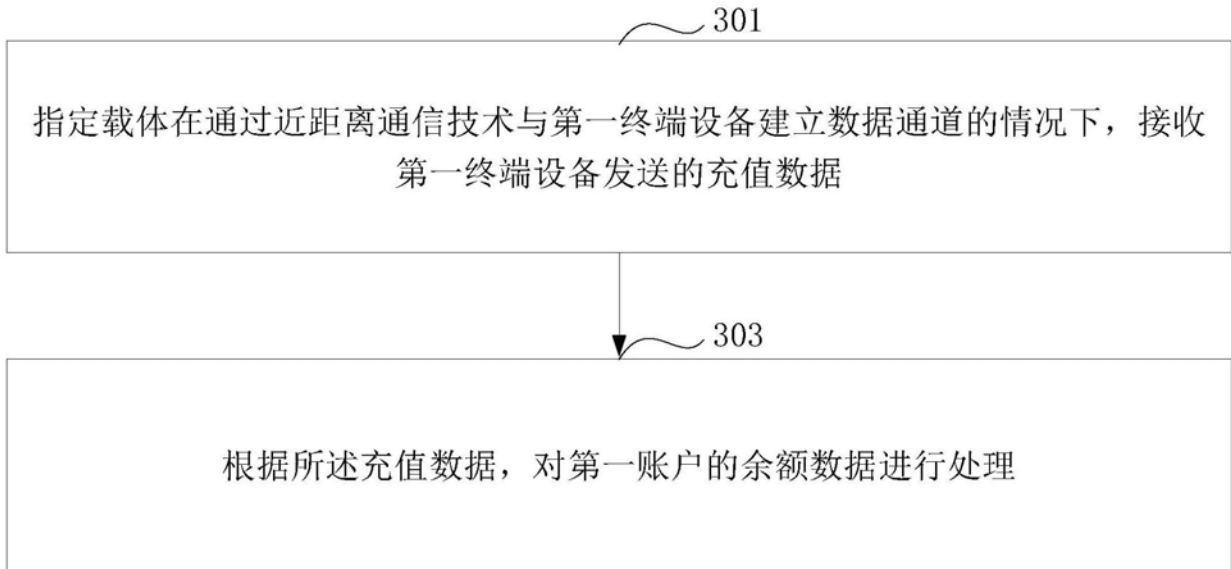 301
指定载体在通过近距离通信技术与第一终端设备建立数据通道的情况下，接收
第一终端设备发送的充值数据
303
根据所述充值数据，对第一账户的余额数据进行处理